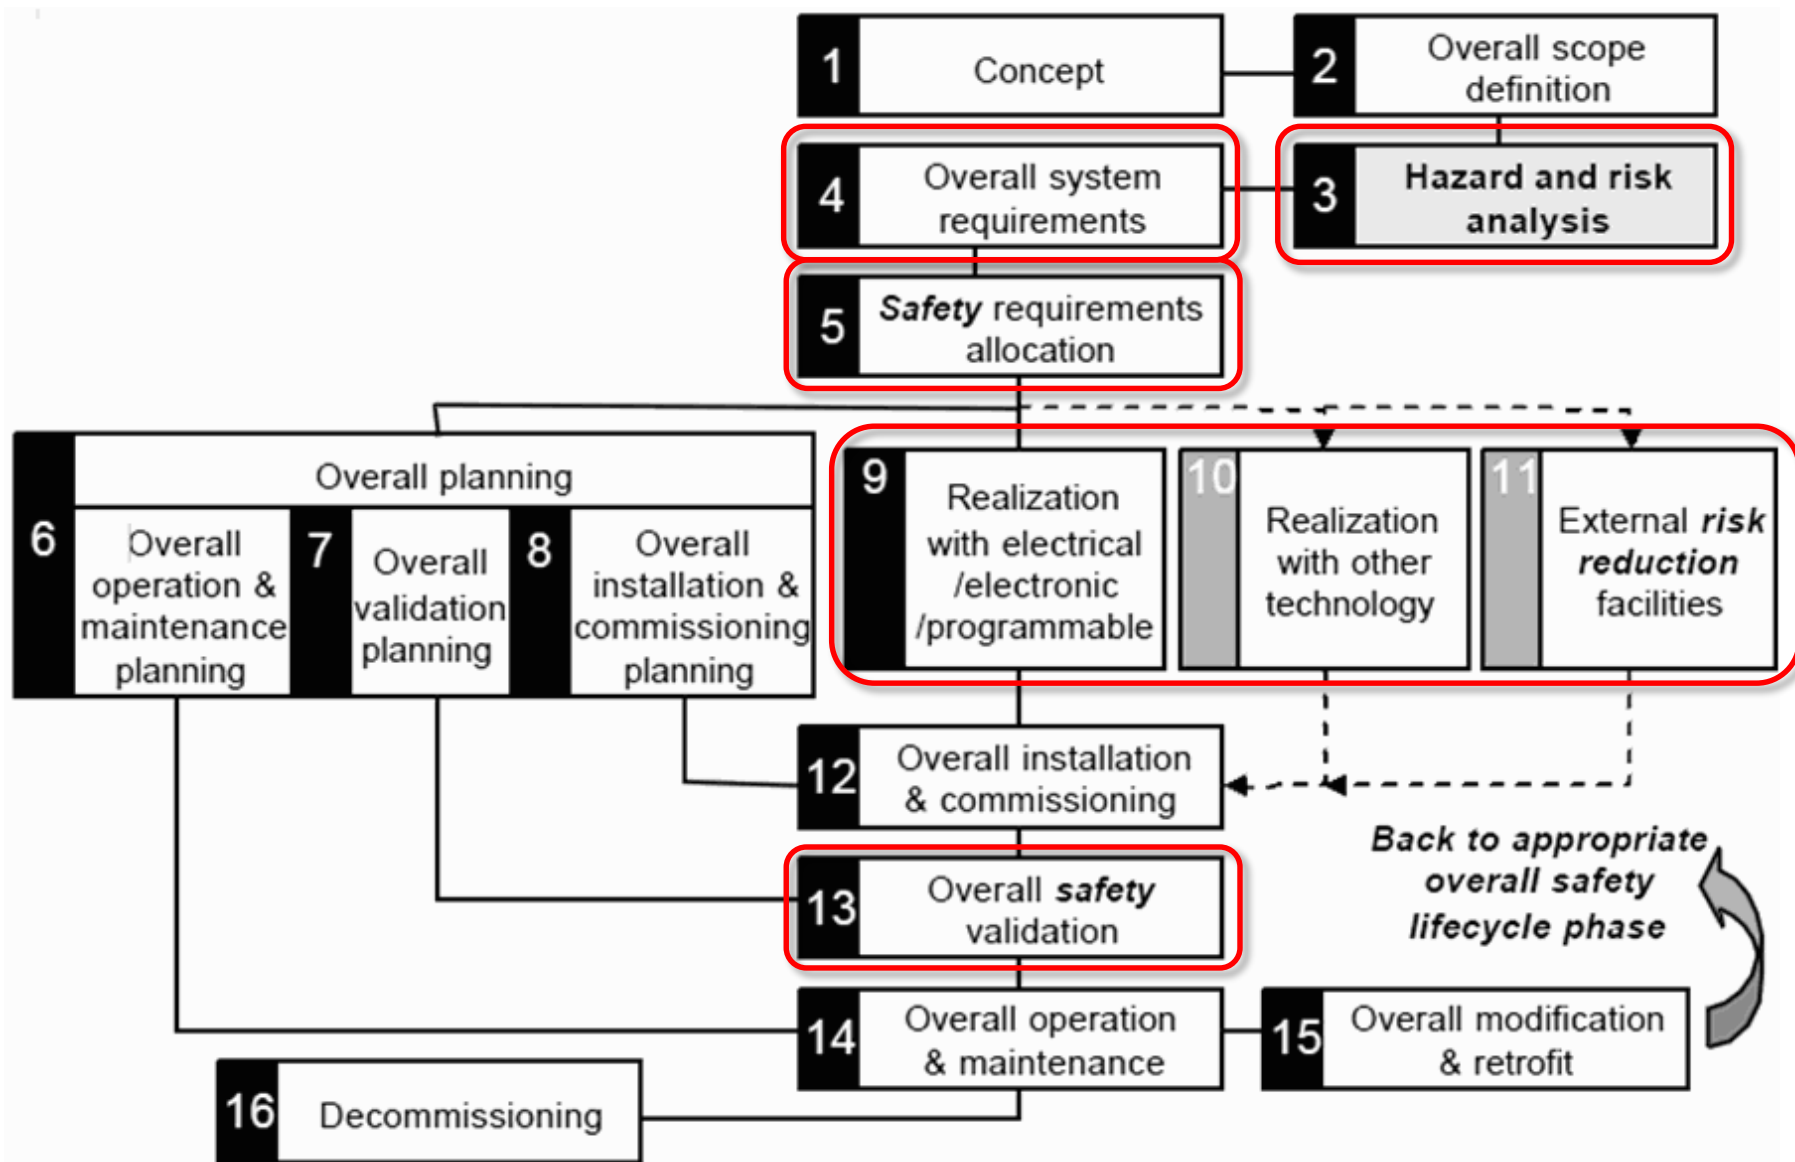 1
Concept
2
Overall scope
definition
4
Overall system
requirements
3
Hazard and risk
analysis
5
Safety requirements
allocation
6
Overall planning
Overall
operation &
maintenance
planning
7
Overall
validation
planning
8
Overall
installation &
commissioning
planning
9
Realization
with electrical
/electronic
/programmable
10
Realization
with other
technology
11
External risk
reduction
facilities
12
Overall installation
& commissioning
13
Overall safety
validation
Back to appropriate
overall safety
lifecycle phase
14
Overall operation
& maintenance
15
Overall modification
& retrofit
16
Decommissioning